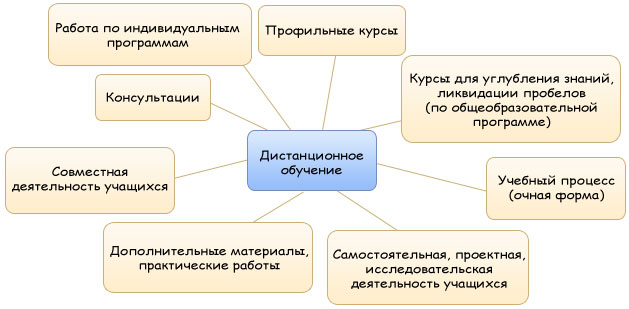 Работа по индивидуальным
программам
Профильные курсы
Курсы для углубления знаний,
ликвидации пробелов
(по общеобразовательной
программе)
Консультации
Дистанционное
обучение
Совместная
деятельность учащихся
Учебный процесс
(очная форма)
Дополнительные материалы,
практические работы
Самостоятельная, проектная,
исследовательская
деятельность учащихся